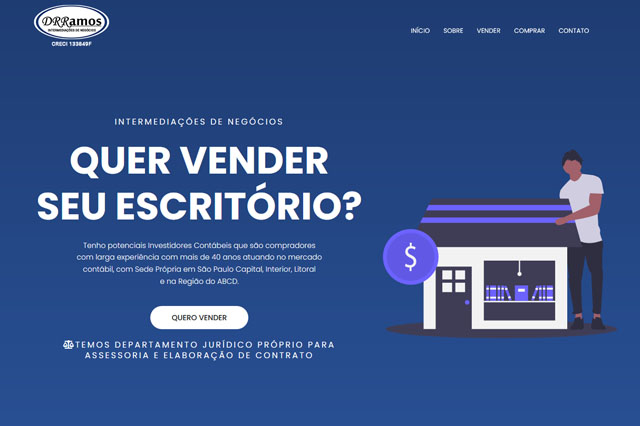 DRRamos
INTERMEDIAÇÕES DE NEGÓCIOS
CRECI 133849F
INÍCIO SOBRE VENDER COMPRAR CONTATO
INTERMEDIAÇÕES DE NEGÓCIOS
QUER VENDER
SEU ESCRITÓRIO?
Tenho potenciais Investidores Contábeis que são compradores
com larga experiência com mais de 40 anos atuando no mercado
contábil, com Sede Própria em São Paulo Capital, Interior, Litoral
e na Região do ABCD.
$
QUERO VENDER
TEMOS DEPARTAMENTO JURÍDICO PRÓPRIO PARA
ASSESSORIA E ELABORAÇÃO DE CONTRATO